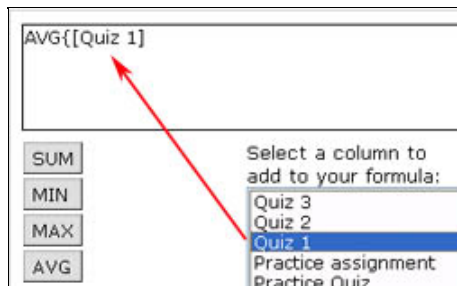 AVG{[Quiz 1]
SUM
MIN
MAX
AVG
Select a column to
add to your formula:
Quiz 3
Quiz 2
Quiz 1
Practice assignment
Practice Quiz